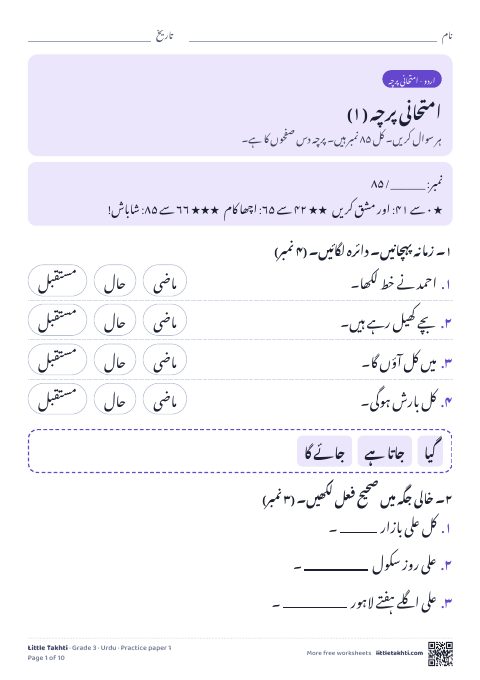 نام ____ تاریخ ____
اردو · امتحانی پرچہ
امتحانی پرچہ (۱)
ہر سوال کریں۔ کل ۸۵ نمبر ہیں۔ پرچہ دس صفحوں کا ہے۔
نمبر: ____ / ۸۵
★ ۰ سے ۴۱: اور مشق کریں ★★ ۴۲ سے ۶۵: اچھا کام ★★★ ۶۶ سے ۸۵: شاباش!
۱۔ زمانہ پہچانیں۔ دائرہ لگائیں۔ (۴ نمبر)
۱. احمد نے خط لکھا۔ ماضی حال مستقبل
۲. بچے کھیل رہے ہیں۔ ماضی حال مستقبل
۳. میں کل آؤں گا۔ ماضی حال مستقبل
۴. کل بارش ہوگی۔ ماضی حال مستقبل
گیا جاتا ہے جائے گا
۲۔ خالی جگہ میں صحیح فعل لکھیں۔ (۳ نمبر)
۱. کل علی بازار ____ ۔
۲. علی روز سکول ____ ۔
۳. علی اگلے ہفتے لاہور ____ ۔
Little Takhti · Grade 3 · Urdu · Practice paper 1
Page 1 of 10
More free worksheets littletakhti.com